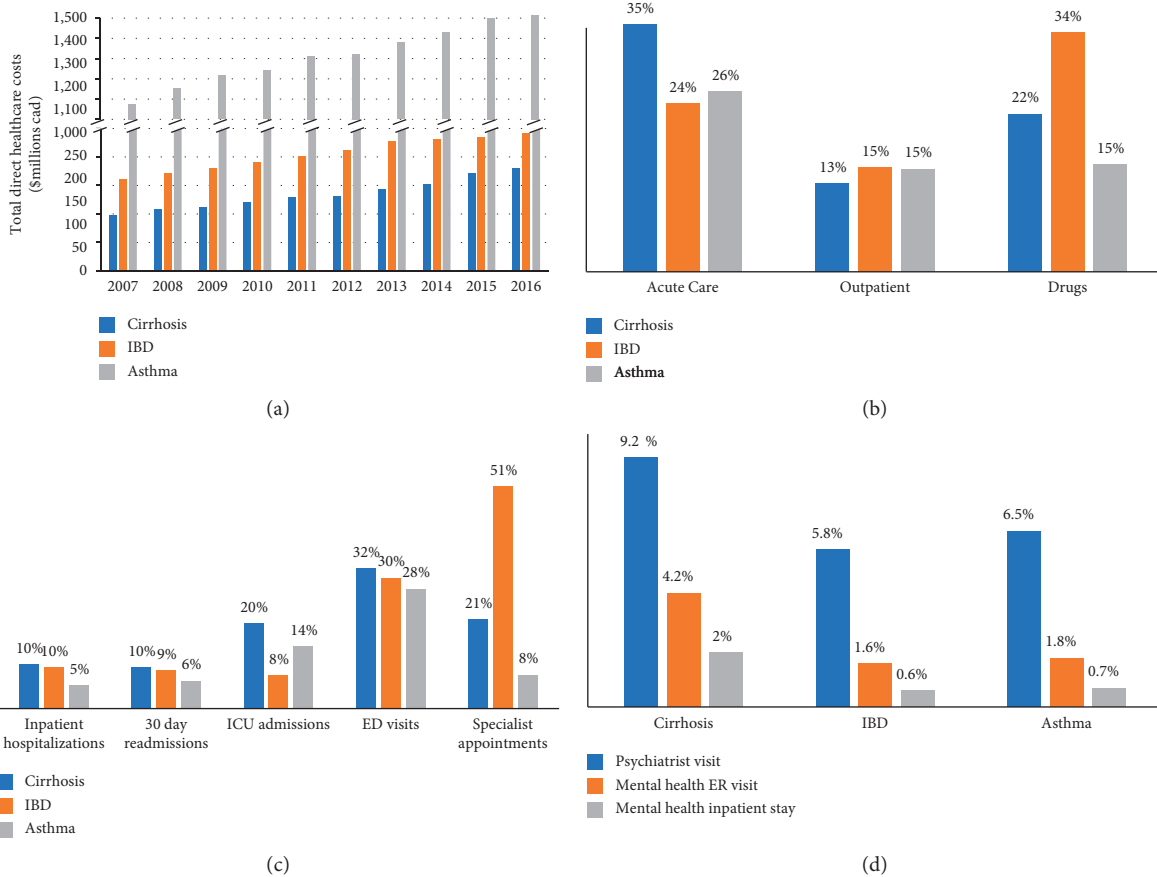 Total direct healthcare costs
($millions cad)
1,500
1,400
1,300
1,200
1,100
1,000
250
200
150
100
50
0
2007 2008 2009 2010 2011 2012 2013 2014 2015 2016
Cirrhosis
IBD
Asthma
(a)
35%
24%
26%
13%
15%
15%
22%
34%
15%
Acute Care Outpatient Drugs
Cirrhosis
IBD
Asthma
(b)
10%
10%
5%
10%
9%
6%
20%
8%
14%
32%
30%
28%
21%
51%
8%
Inpatient
hospitalizations
30 day
readmissions
ICU admissions
ED visits
Specialist
appointments
Cirrhosis
IBD
Asthma
(c)
9.2 %
4.2%
2%
5.8%
1.6%
0.6%
6.5%
1.8%
0.7%
Cirrhosis IBD Asthma
Psychiatrist visit
Mental health ER visit
Mental health inpatient stay
(d)